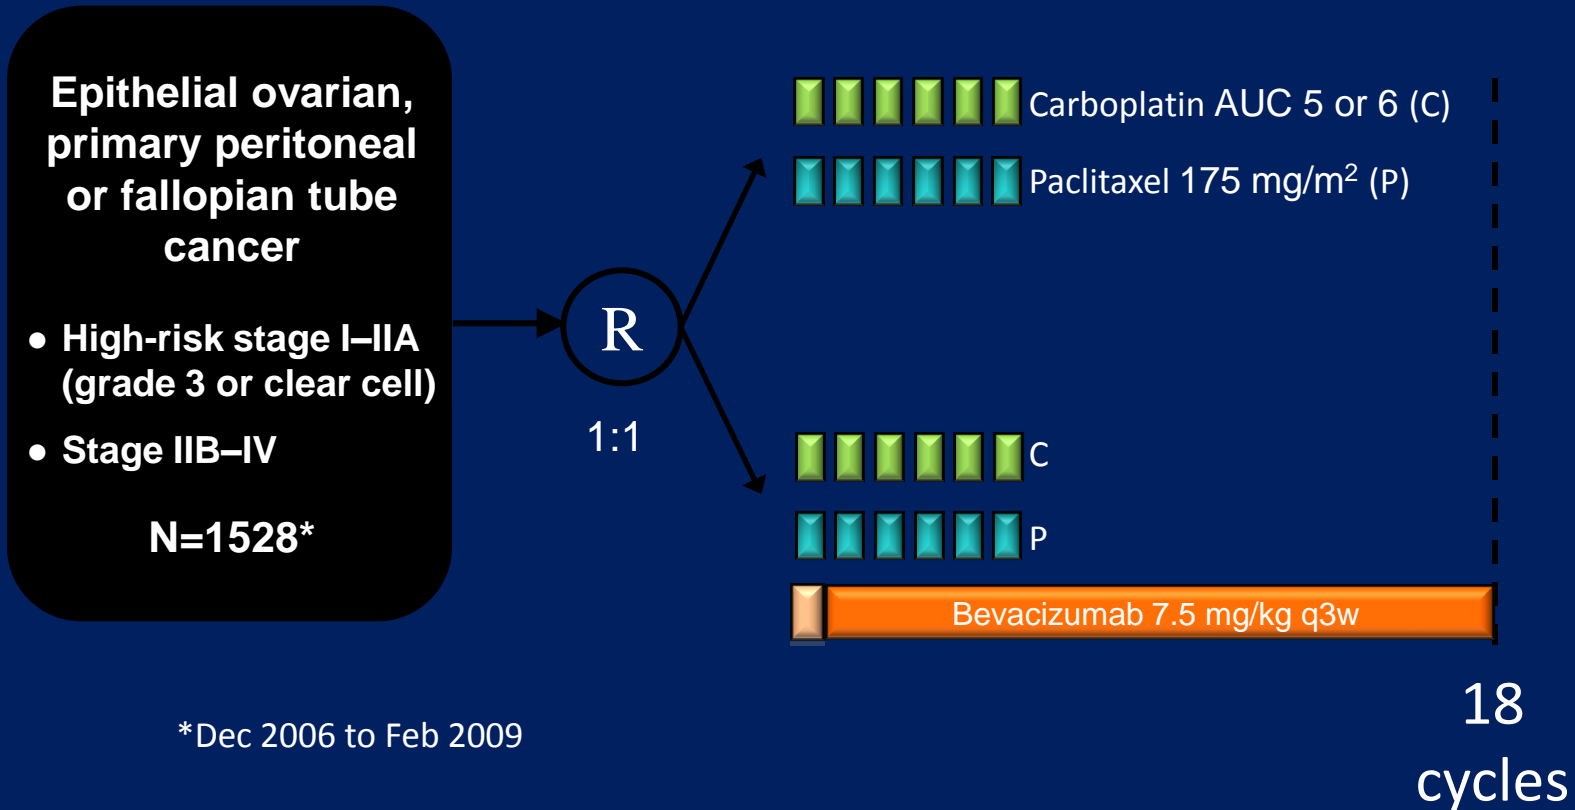 Epithelial ovarian,
primary peritoneal
or fallopian tube
cancer
● High-risk stage I–IIA
(grade 3 or clear cell)
● Stage IIB–IV
N=1528*
R
1:1
Carboplatin AUC 5 or 6 (C)
Paclitaxel 175 mg/m² (P)
C
P
Bevacizumab 7.5 mg/kg q3w
18
cycles
*Dec 2006 to Feb 2009